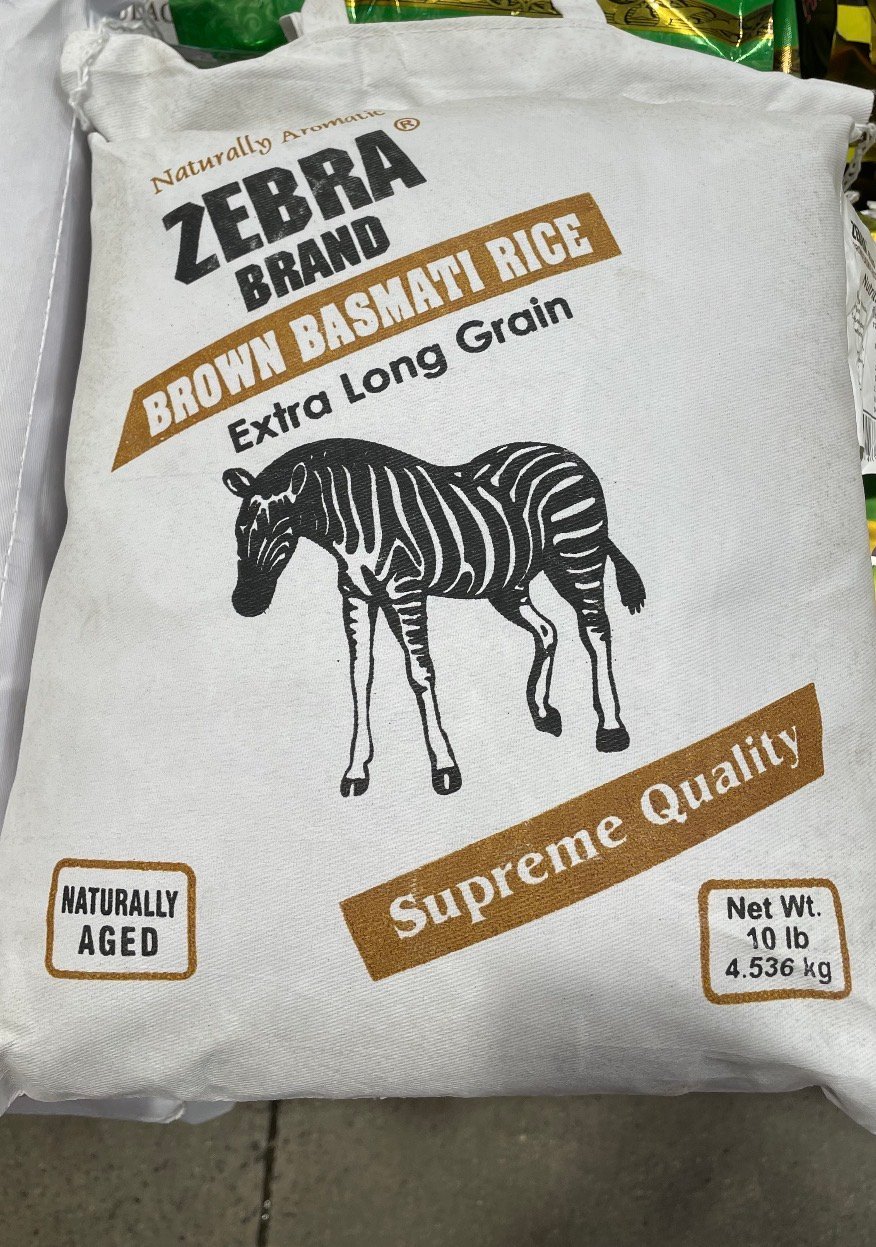 Naturally Aromatic
ZEBRA®
BRAND
BROWN BASMATI RICE
Extra Long Grain
Supreme Quality
NATURALLY
AGED
Net Wt.
10 lb
4.536 kg